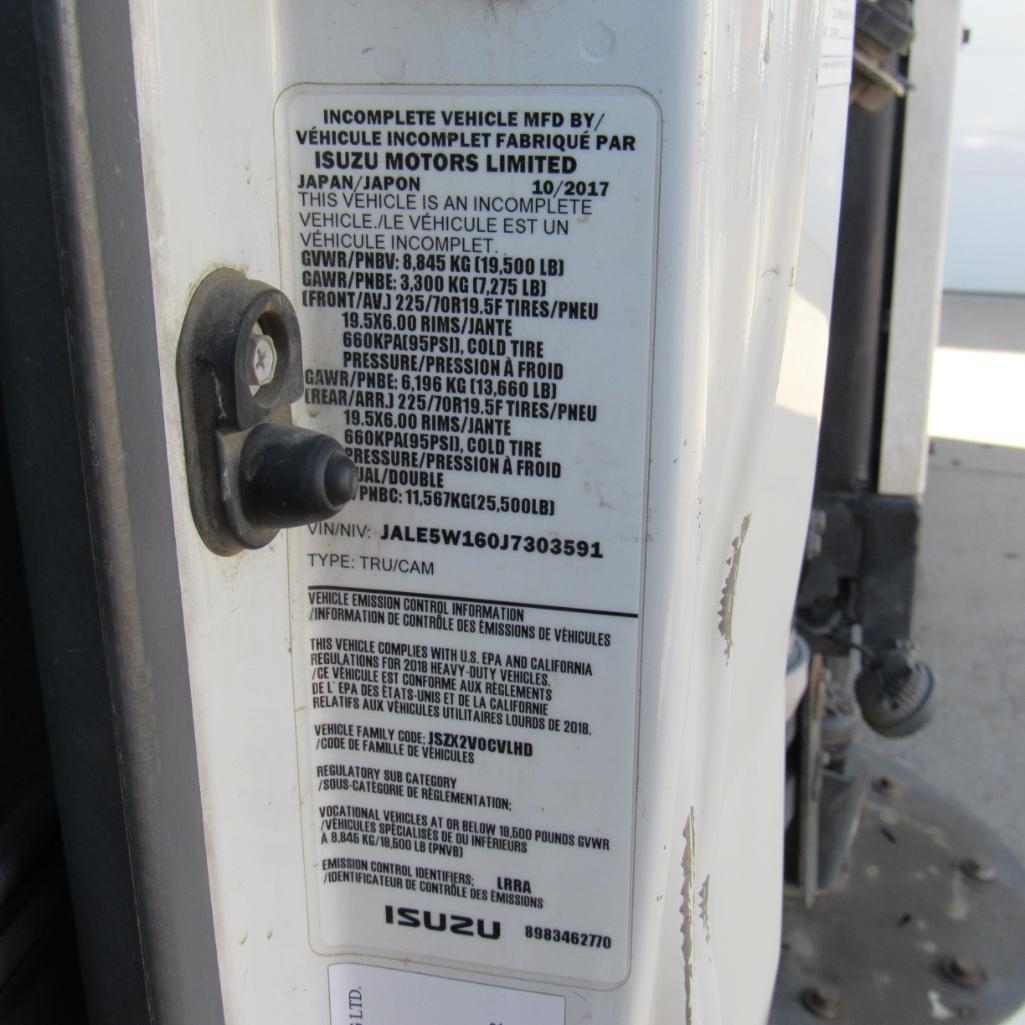 INCOMPLETE VEHICLE MFD BY/
VÉHICULE INCOMPLET FABRIQUÉ PAR
ISUZU MOTORS LIMITED
JAPAN/JAPON 10/2017
THIS VEHICLE IS AN INCOMPLETE
VEHICLE./LE VÉHICULE EST UN
VÉHICULE INCOMPLET.
GVWR/PNBV: 8,845 KG (19,500 LB)
GAWR/PNBE: 3,300 KG (7,275 LB)
(FRONT/AV.) 225/70R19.5F TIRES/PNEU
19.5X6.00 RIMS/JANTE
660KPA(95PSI), COLD TIRE
PRESSURE/PRESSION À FROID
GAWR/PNBE: 6,196 KG (13,660 LB)
(REAR/ARR.) 225/70R19.5F TIRES/PNEU
19.5X6.00 RIMS/JANTE
660KPA(95PSI), COLD TIRE
PRESSURE/PRESSION À FROID
UAL/DOUBLE
/PNBC: 11,567KG(25,500LB)
VIN/NIV: JALE5W160J7303591
TYPE: TRU/CAM
VEHICLE EMISSION CONTROL INFORMATION
/INFORMATION DE CONTRÔLE DES ÉMISSIONS DE VÉHICULES
THIS VEHICLE COMPLIES WITH U.S. EPA AND CALIFORNIA
REGULATIONS FOR 2018 HEAVY-DUTY VEHICLES.
/CE VÉHICULE EST CONFORME AUX RÈGLEMENTS
DE L' EPA DES ÉTATS-UNIS ET DE LA CALIFORNIE
RELATIFS AUX VÉHICULES UTILITAIRES LOURDS DE 2018.
VEHICLE FAMILY CODE: JSZX2VOCVLHD
/CODE DE FAMILLE DE VÉHICULES
REGULATORY SUB CATEGORY
/SOUS-CATÉGORIE DE RÉGLEMENTATION:
VOCATIONAL VEHICLES AT OR BELOW 19,500 POUNDS GVWR
/VÉHICULES SPÉCIALISÉS DE OU INFÉRIEURS
À 8,845 KG/19,500 LB (PNVB)
EMISSION CONTROL IDENTIFIERS: LRRA
/IDENTIFICATEUR DE CONTRÔLE DES ÉMISSIONS
ISUZU 8983462770
G LTD.